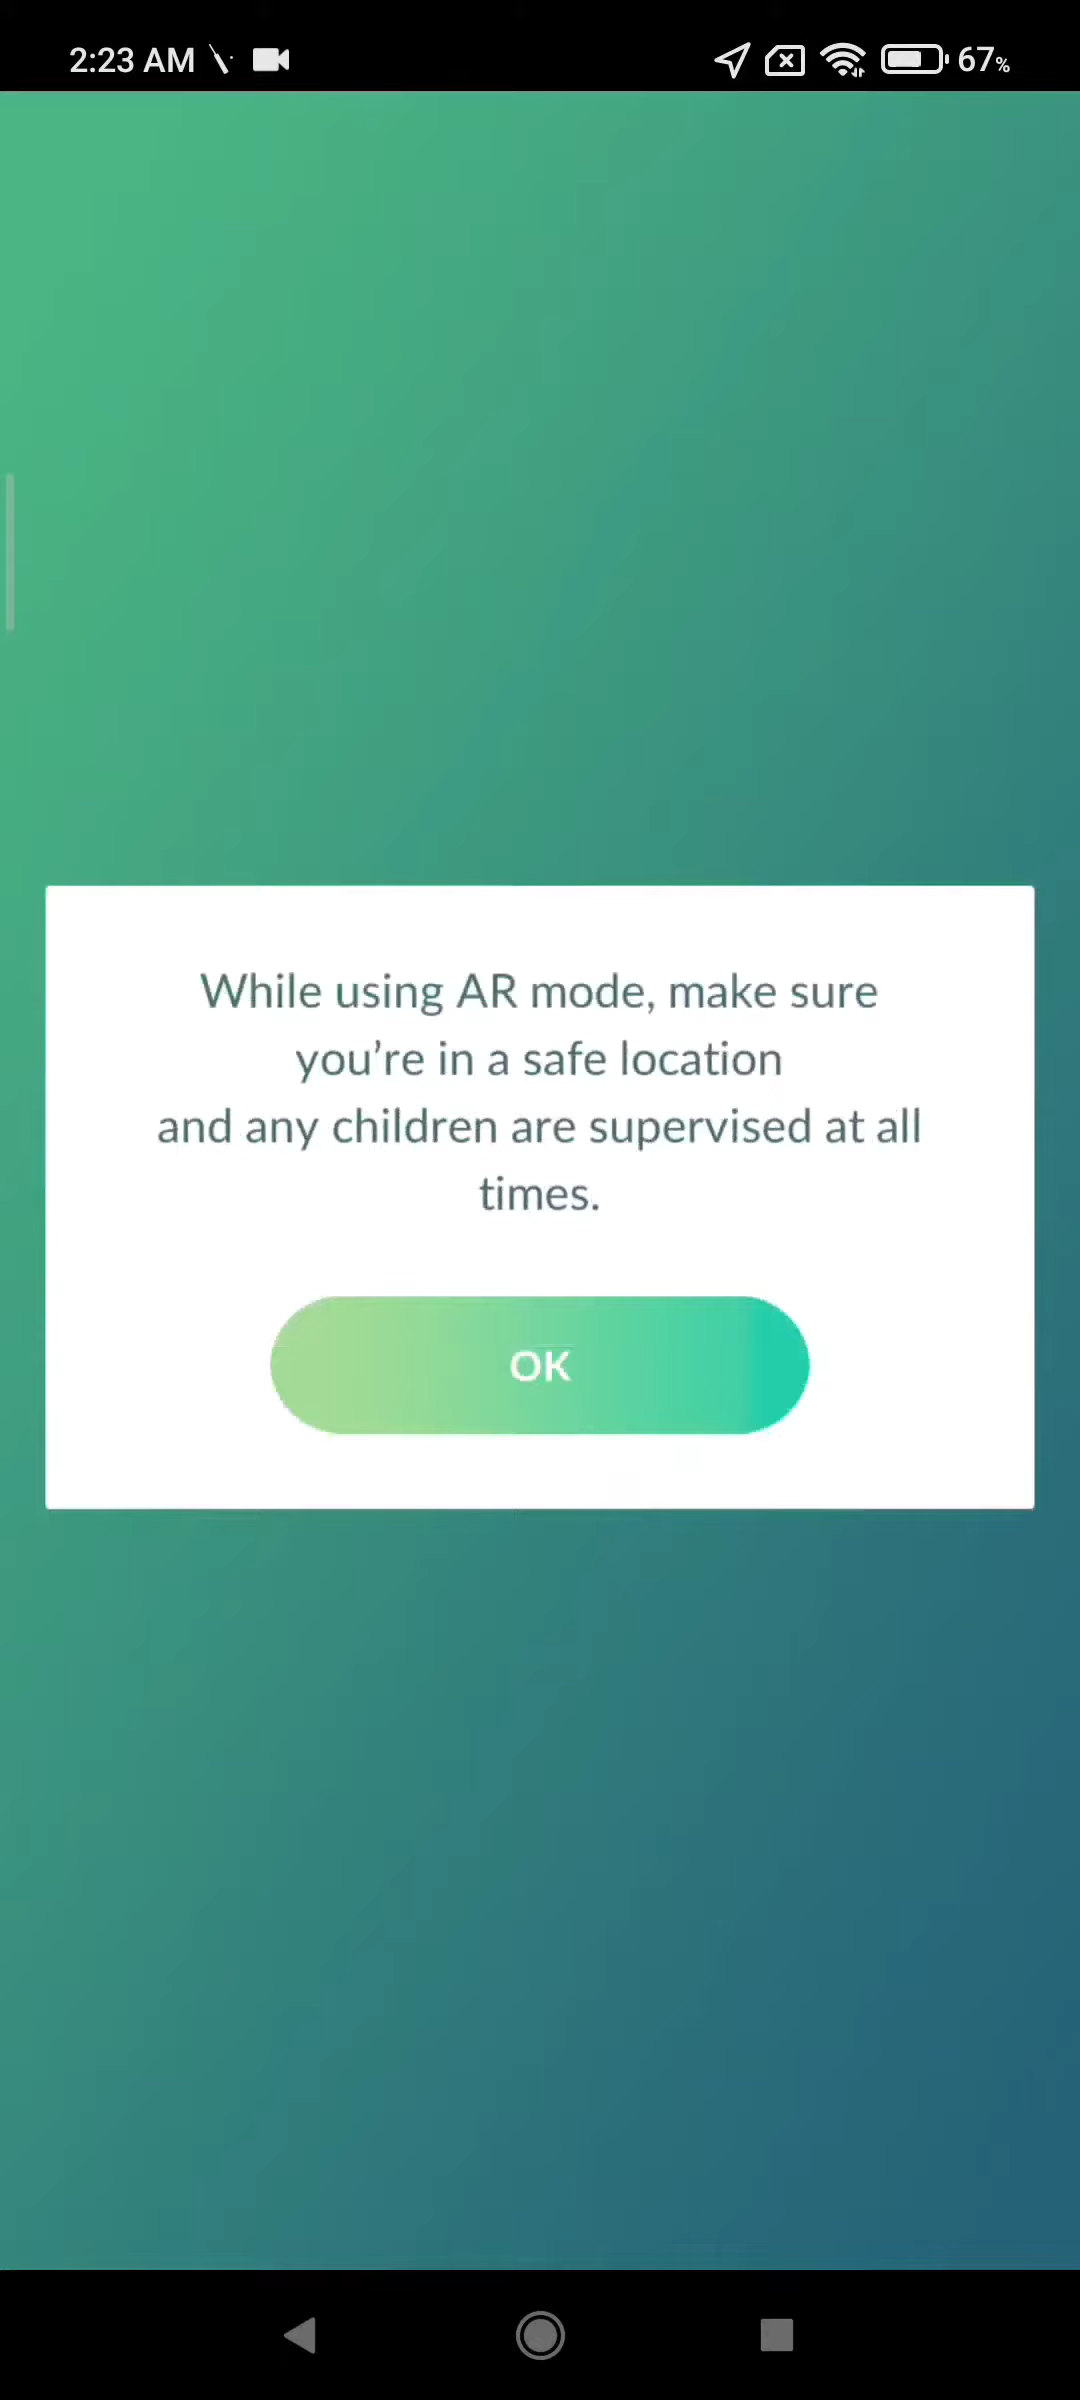 2:23 AM
67%
While using AR mode, make sure
you’re in a safe location
and any children are supervised at all
times.
OK